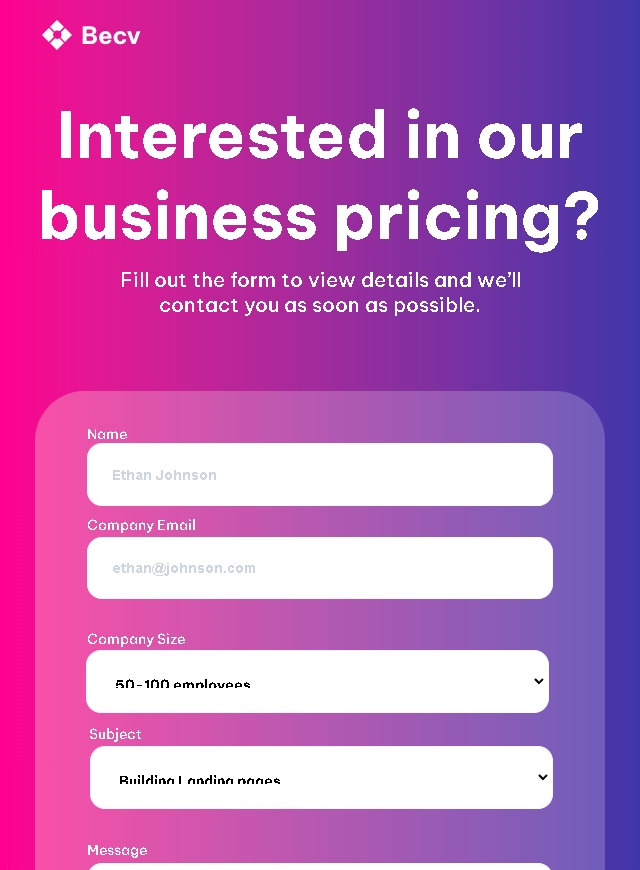 Becv
Interested in our
business pricing?
Fill out the form to view details and we’ll
contact you as soon as possible.
Name
Ethan Johnson
Company Email
ethan@johnson.com
Company Size
50-100 employees
Subject
Building Landing pages
Message